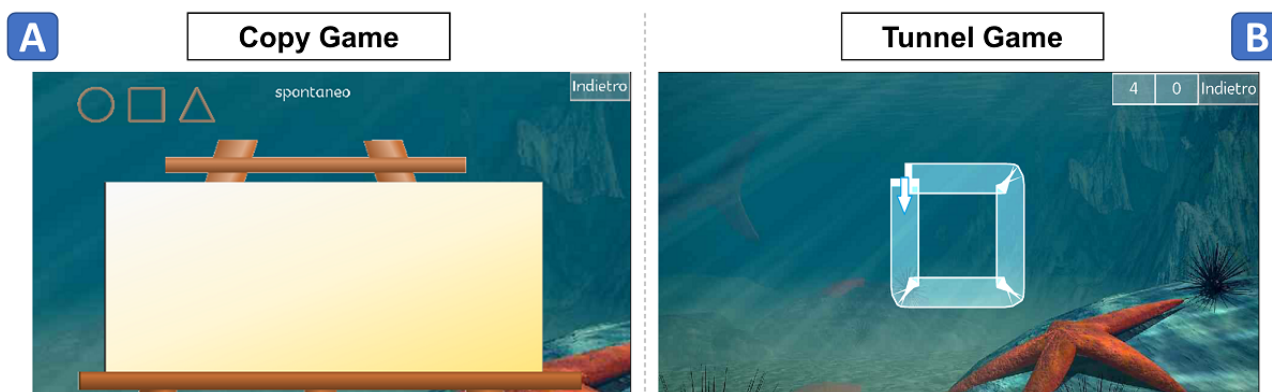 A
Copy Game
spontaneo
Indietro
Tunnel Game
B
4 0 Indietro